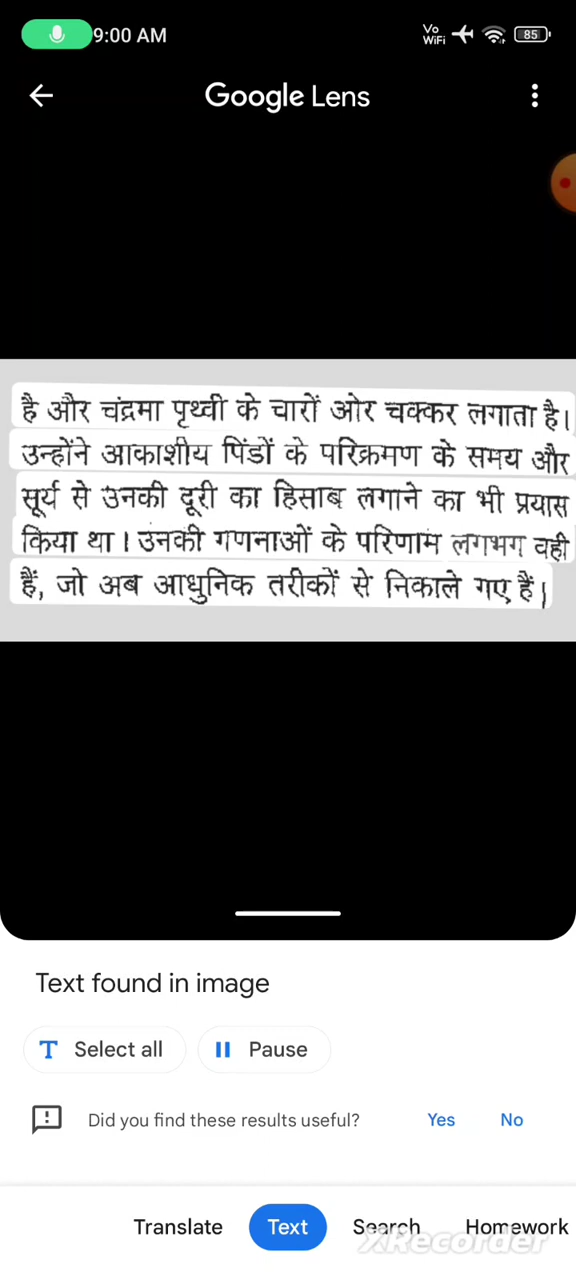 9:00 AM
Vo WiFi
85
Google Lens
है और चंद्रमा पृथ्वी के चारों ओर चक्कर लगाता है।
उन्होंने आकाशीय पिंडों के परिक्रमण के समय और
सूर्य से उनकी दूरी का हिसाब लगाने का भी प्रयास
किया था। उनकी गणनाओं के परिणाम लगभग वही
हैं, जो अब आधुनिक तरीकों से निकाले गए हैं।
Text found in image
Select all
Pause
Did you find these results useful?
Yes
No
Translate
Text
Search
Homework
XRecorder